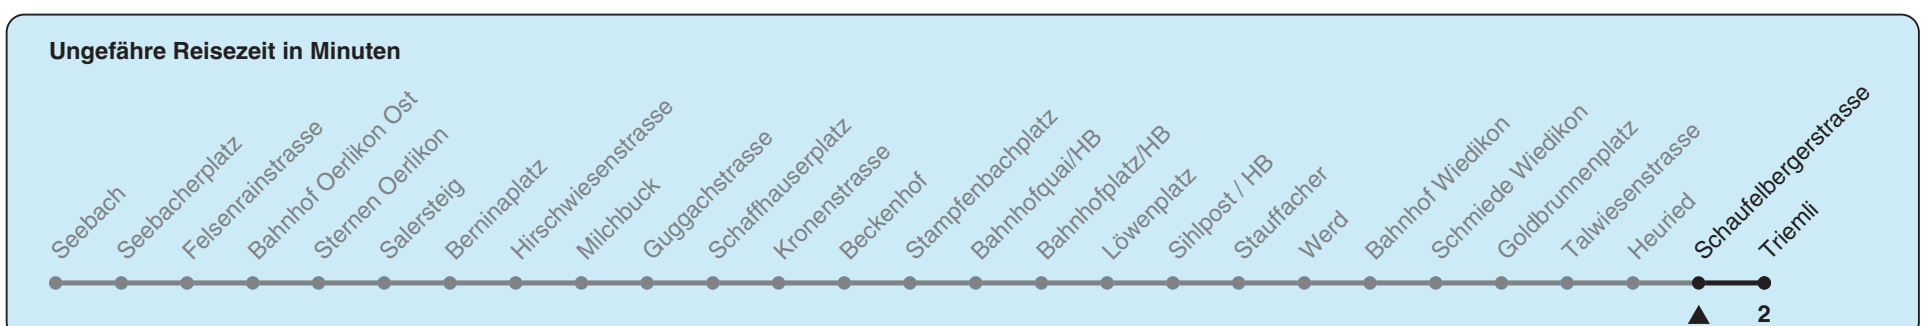 Ungefähre Reisezeit in Minuten
Seebach
Seebacherplatz
Felsenrainstrasse
Bahnhof Oerlikon Ost
Sternen Oerlikon
Salersteig
Berninaplatz
Hirschwiesenstrasse
Milchbuck
Guggachstrasse
Schaffhauserplatz
Kronenstrasse
Beckenhof
Stampfenbachplatz
Bahnhofquai/HB
Bahnhofplatz/HB
Löwenplatz
Sihlpost / HB
Stauffacher
Werd
Bahnhof Wiedikon
Schmiede Wiedikon
Goldbrunnenplatz
Talwiesenstrasse
Heuried
Schaufelbergerstrasse
Triemli
2